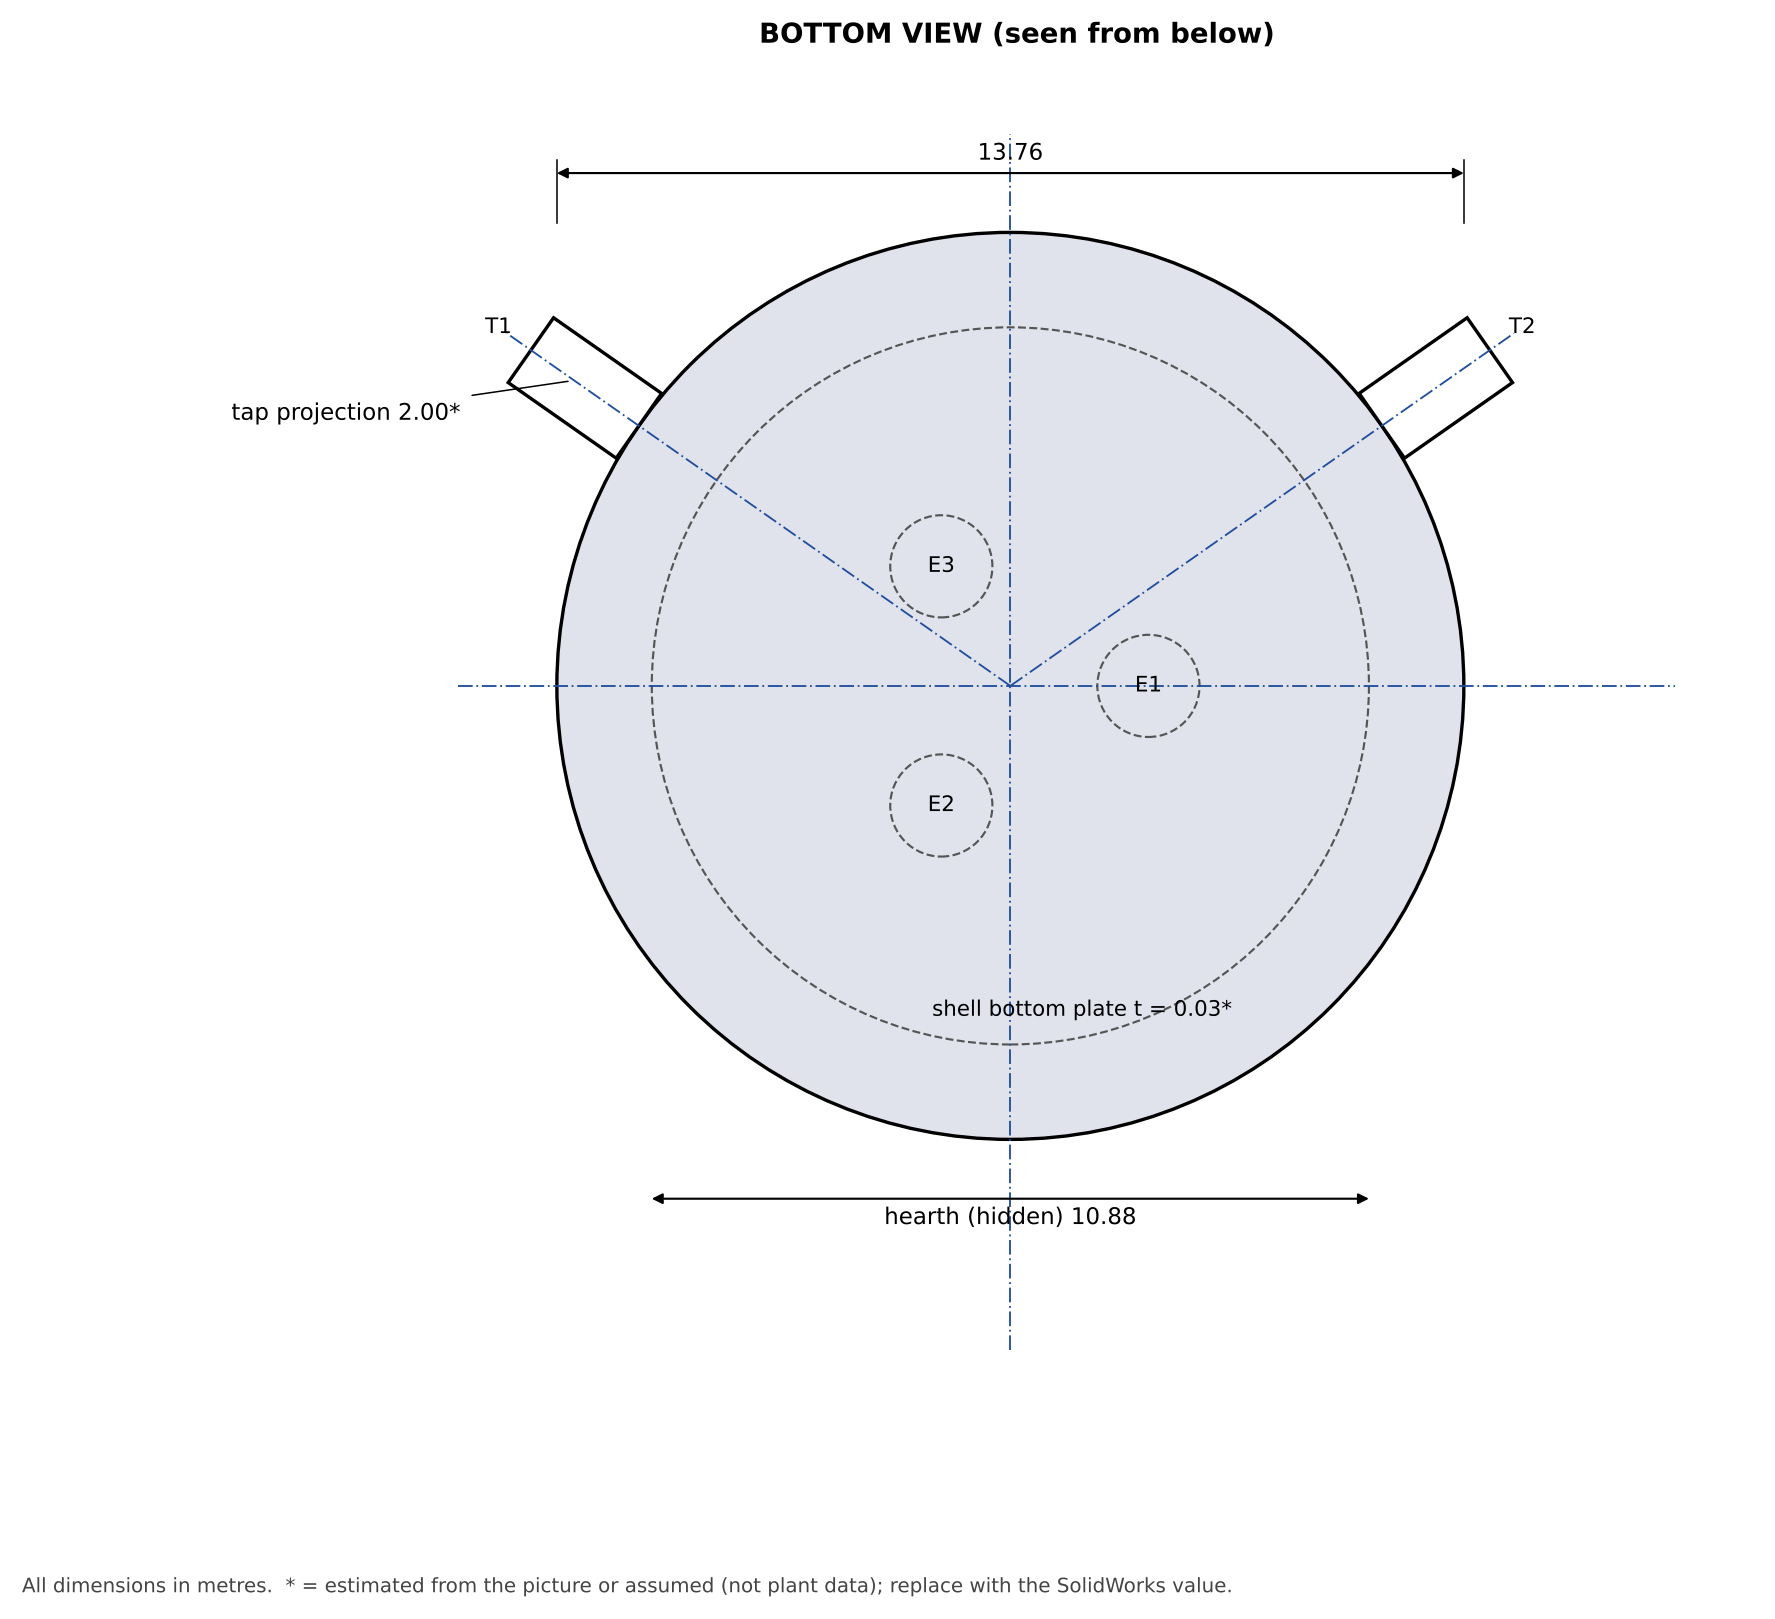 BOTTOM VIEW (seen from below)
13.76
T1
T2
tap projection 2.00*
E3
E1
E2
shell bottom plate t = 0.03*
hearth (hidden) 10.88
All dimensions in metres.  * = estimated from the picture or assumed (not plant data); replace with the SolidWorks value.